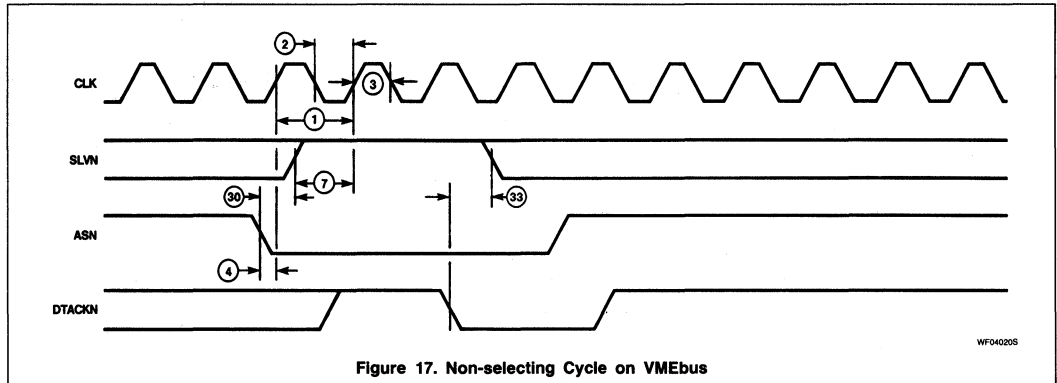 2
CLK
3
1
SLVN
7
30
33
ASN
4
DTACKN
WF04020S
Figure 17. Non-selecting Cycle on VMEbus